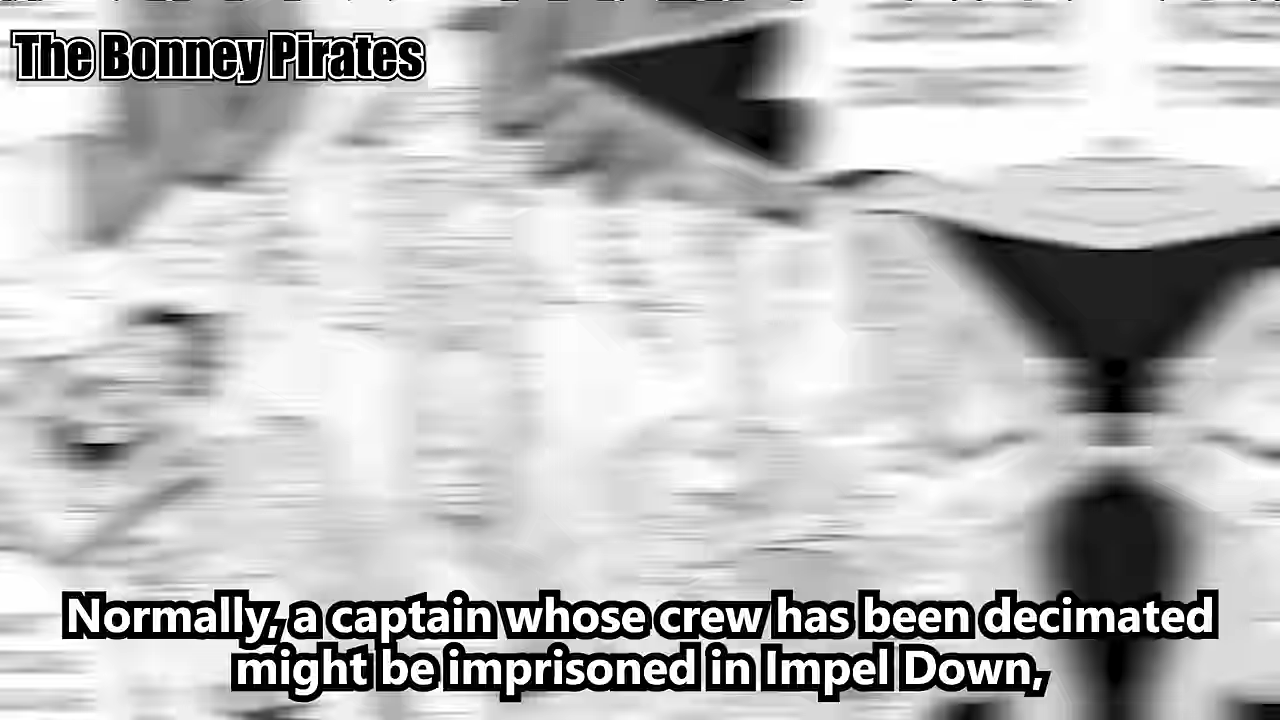 The Bonney Pirates
Normally, a captain whose crew has been decimated
might be imprisoned in Impel Down,